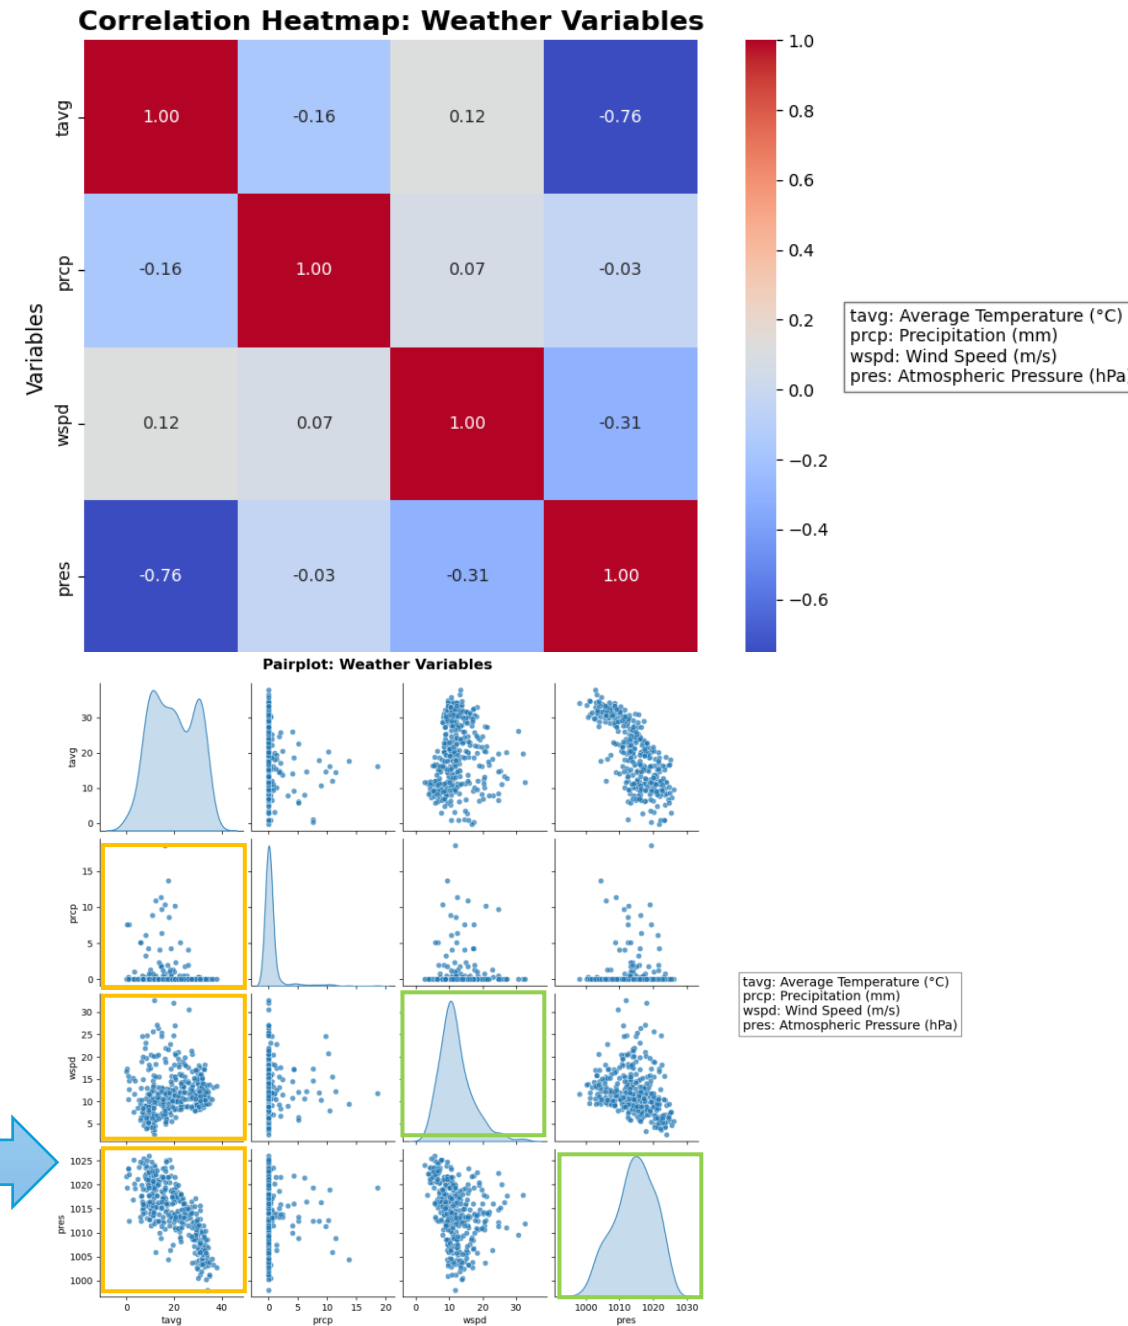 Correlation Heatmap: Weather Variables
tavg 1.00 -0.16 0.12 -0.76
prcp -0.16 1.00 0.07 -0.03
wspd 0.12 0.07 1.00 -0.31
pres -0.76 -0.03 -0.31 1.00
Variables
1.0
0.8
0.6
0.4
0.2
0.0
−0.2
−0.4
−0.6
tavg: Average Temperature (°C)
prcp: Precipitation (mm)
wspd: Wind Speed (m/s)
pres: Atmospheric Pressure (hPa)
Pairplot: Weather Variables
tavg
30
20
10
0
prcp
15
10
5
0
wspd
30
25
20
15
10
5
pres
1025
1020
1015
1010
1005
1000
0 20 40 0 5 10 15 20 0 10 20 30 1000 1010 1020 1030
tavg prcp wspd pres
tavg: Average Temperature (°C)
prcp: Precipitation (mm)
wspd: Wind Speed (m/s)
pres: Atmospheric Pressure (hPa)